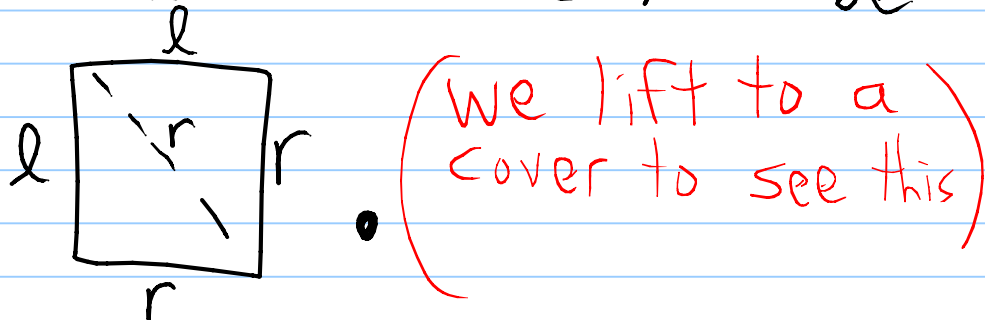 l
l r r (we lift to a
cover to see this)
r .